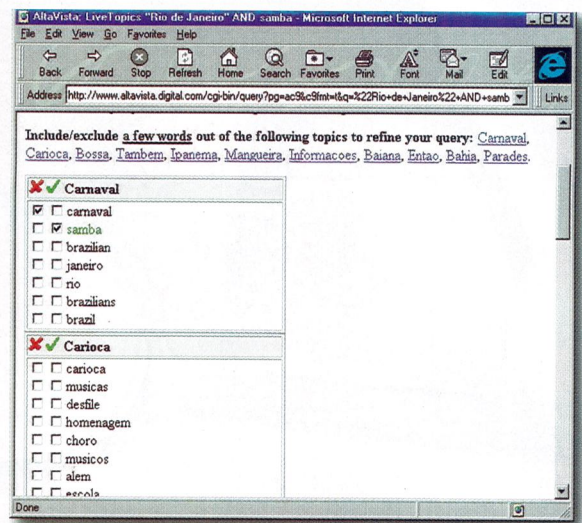 AltaVista: LiveTopics "Rio de Janeiro" AND samba - Microsoft Internet Explorer
File Edit View Go Favorites Help
Back Forward Stop Refresh Home Search Favorites Print Font Mail Edit
Address http://www.altavista.digital.com/cgi-bin/query?pg=ac9&c9fmt=t&q=%22Rio+de+Janeiro%22+AND+samb Links
Include/exclude a few words out of the following topics to refine your query: Carnaval,
Carioca, Bossa, Tambem, Ipanema, Mangueira, Informacoes, Baiana, Entao, Bahia, Parades.
Carnaval
carnaval
samba
brazilian
janeiro
rio
brazilians
brazil
Carioca
carioca
musicas
desfile
homenagem
choro
musicos
alem
escola
Done